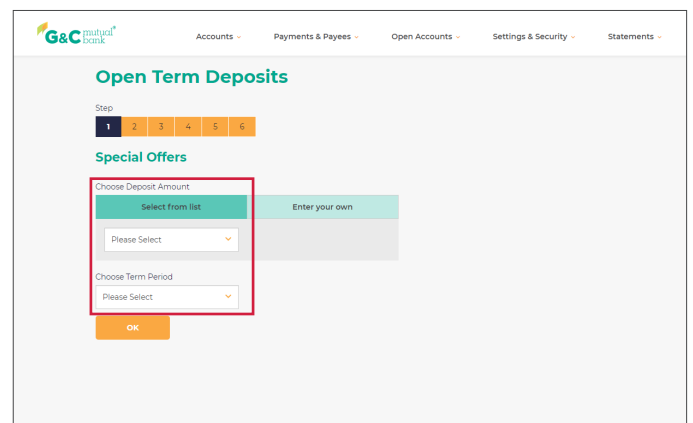 G&C mutual bank
Accounts Payments & Payees Open Accounts Settings & Security Statements
Open Term Deposits
Step
1 2 3 4 5 6
Special Offers
Choose Deposit Amount
Select from list Enter your own
Please Select
Choose Term Period
Please Select
OK